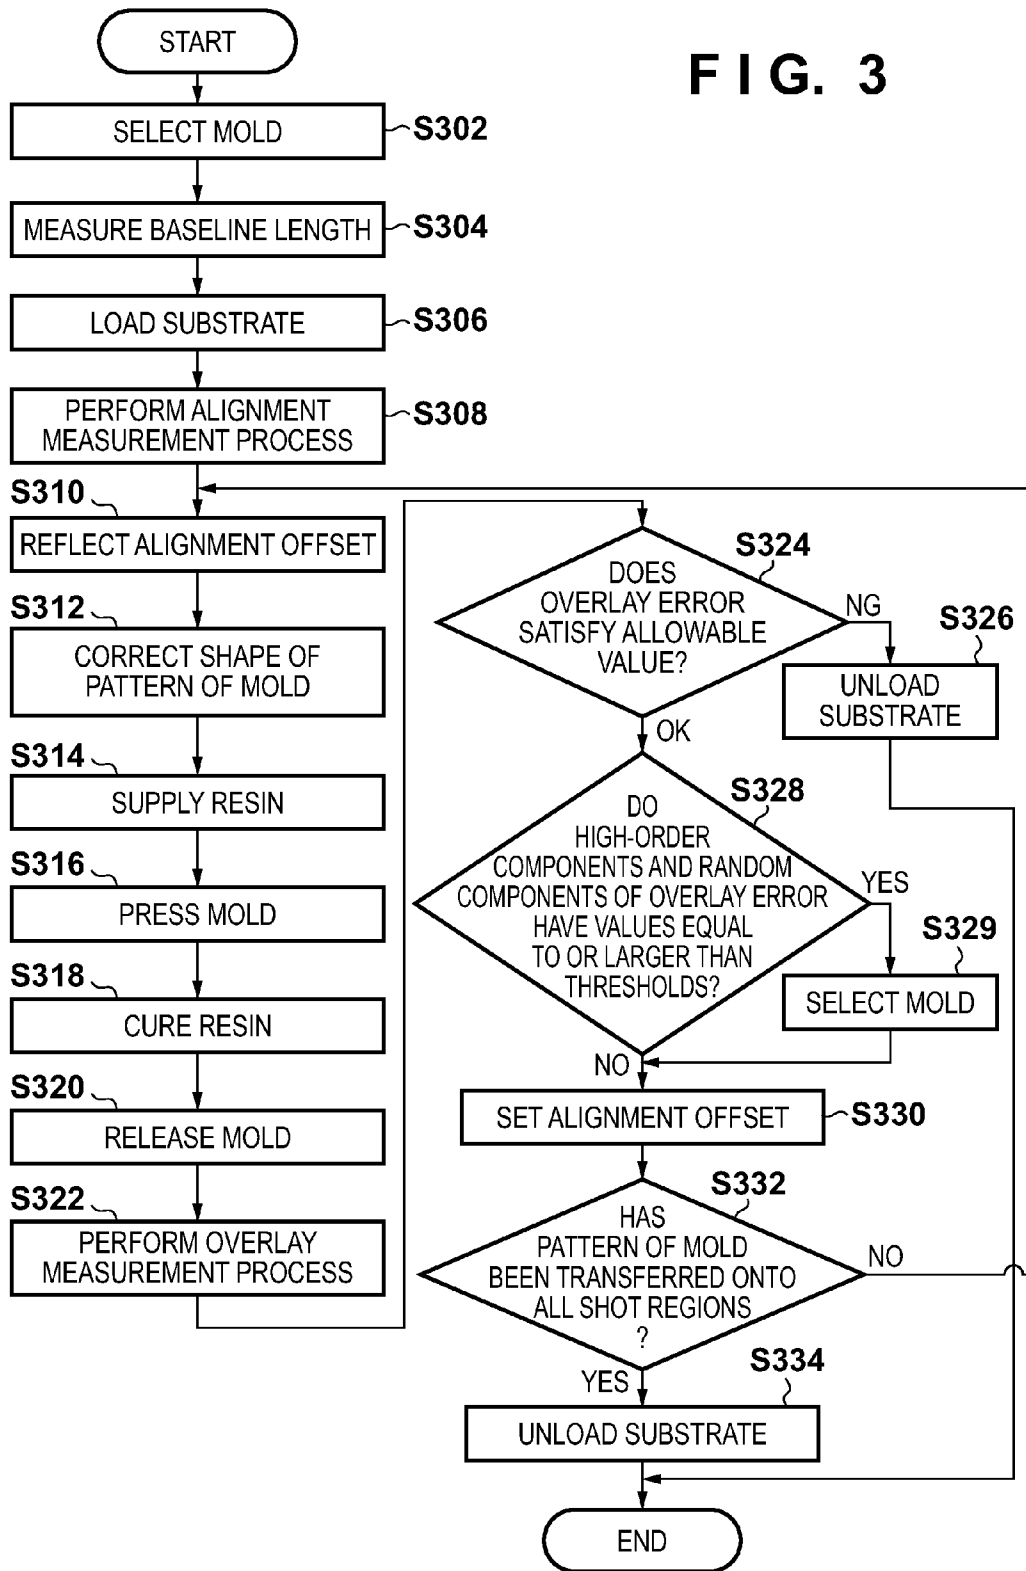 FIG. 3
START
SELECT MOLD
S302
MEASURE BASELINE LENGTH
S304
LOAD SUBSTRATE
S306
PERFORM ALIGNMENT
MEASUREMENT PROCESS
S308
S310
REFLECT ALIGNMENT OFFSET
S312
CORRECT SHAPE OF
PATTERN OF MOLD
S314
SUPPLY RESIN
S316
PRESS MOLD
S318
CURE RESIN
S320
RELEASE MOLD
S322
PERFORM OVERLAY
MEASUREMENT PROCESS
S324
DOES
OVERLAY ERROR
SATISFY ALLOWABLE
VALUE?
NG
S326
UNLOAD
SUBSTRATE
OK
S328
DO
HIGH-ORDER
COMPONENTS AND RANDOM
COMPONENTS OF OVERLAY ERROR
HAVE VALUES EQUAL
TO OR LARGER THAN
THRESHOLDS?
YES
S329
SELECT MOLD
NO
SET ALIGNMENT OFFSET
S330
S332
HAS
PATTERN OF MOLD
BEEN TRANSFERRED ONTO
ALL SHOT REGIONS
?
NO
YES
S334
UNLOAD SUBSTRATE
END